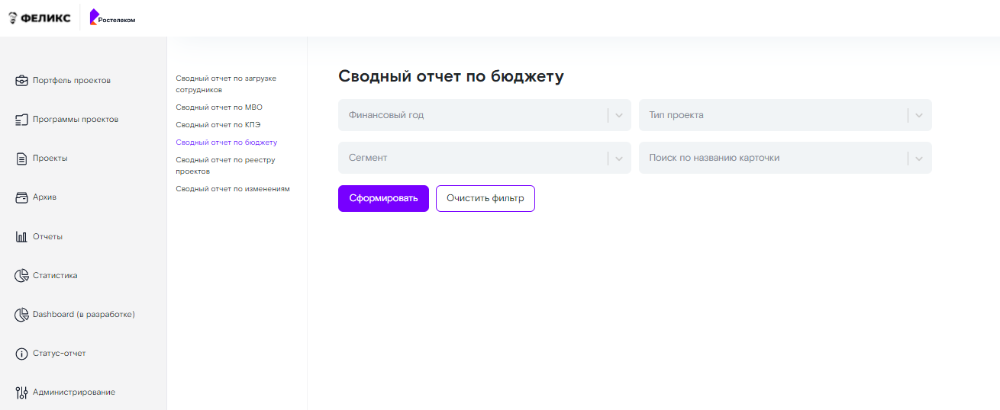 ФЕЛИКС
Ростелеком
Портфель проектов
Программы проектов
Проекты
Архив
Отчеты
Статистика
Dashboard (в разработке)
Статус-отчет
Администрирование
Сводный отчет по загрузке
сотрудников
Сводный отчет по МВО
Сводный отчет по КПЭ
Сводный отчет по бюджету
Сводный отчет по реестру
проектов
Сводный отчет по изменениям
Сводный отчет по бюджету
Финансовый год
Тип проекта
Сегмент
Поиск по названию карточки
Сформировать
Очистить фильтр